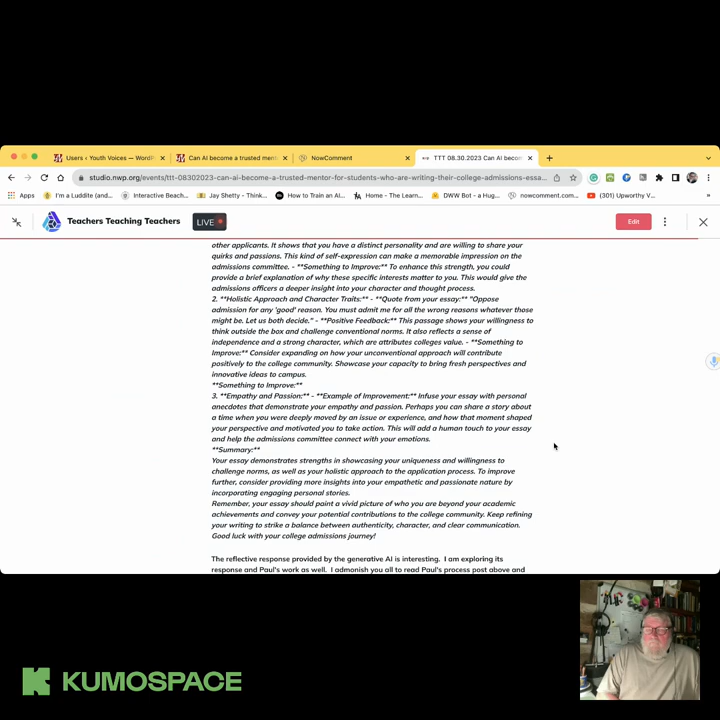 Users ‹ Youth Voices — WordP
Can AI become a trusted ment
NowComment
TTT 08.30.2023 Can AI becom
studio.nwp.org/events/ttt-08302023-can-ai-become-a-trusted-mentor-for-students-who-are-writing-their-college-admissions-essa...
Apps
I'm a Luddite (and...
Interactive Beach...
Jay Shetty - Think...
How to Train an AI...
Home - The Learn...
DWW Bot - a Hug...
nowcomment.com...
(301) Upworthy V...
Teachers Teaching Teachers
LIVE
Edit
other applicants. It shows that you have a distinct personality and are willing to share your
quirks and passions. This kind of self-expression can make a memorable impression on the
admissions committee. - **Something to Improve:** To enhance this strength, you could
provide a brief explanation of why these specific interests matter to you. This would give the
admissions officers a deeper insight into your character and thought process.
2. **Holistic Approach and Character Traits:** - **Quote from your essay:** "Oppose
admission for any 'good' reason. You must admit me for all the wrong reasons whatever those
might be. Let us both decide." - **Positive Feedback:** This passage shows your willingness to
think outside the box and challenge conventional norms. It also reflects a sense of
independence and a strong character, which are attributes colleges value. - **Something to
Improve:** Consider expanding on how your unconventional approach will contribute
positively to the college community. Showcase your capacity to bring fresh perspectives and
innovative ideas to campus.
**Something to Improve:**
3. **Empathy and Passion:** - **Example of Improvement:** Infuse your essay with personal
anecdotes that demonstrate your empathy and passion. Perhaps you can share a story about
a time when you were deeply moved by an issue or experience, and how that moment shaped
your perspective and motivated you to take action. This will add a human touch to your essay
and help the admissions committee connect with your emotions.
**Summary:**
Your essay demonstrates strengths in showcasing your uniqueness and willingness to
challenge norms, as well as your holistic approach to the application process. To improve
further, consider providing more insights into your empathetic and passionate nature by
incorporating engaging personal stories.
Remember, your essay should paint a vivid picture of who you are beyond your academic
achievements and convey your potential contributions to the college community. Keep refining
your writing to strike a balance between authenticity, character, and clear communication.
Good luck with your college admissions journey!
The reflective response provided by the generative AI is interesting. I am exploring its
response and Paul's work as well. I admonish you all to read Paul's process post above and
KUMOSPACE